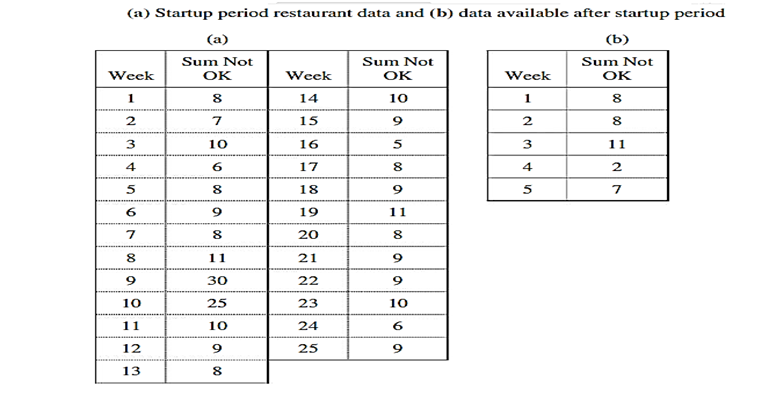 (a) Startup period restaurant data and (b) data available after startup period
(a) (b)
Sum Not Sum Not Sum Not
Week OK Week OK Week OK
1 8 14 10 1 8
2 7 15 9 2 8
3 10 16 5 3 11
4 6 17 8 4 2
5 8 18 9 5 7
6 9 19 11
7 8 20 8
8 11 21 9
9 30 22 9
10 25 23 10
11 10 24 6
12 9 25 9
13 8